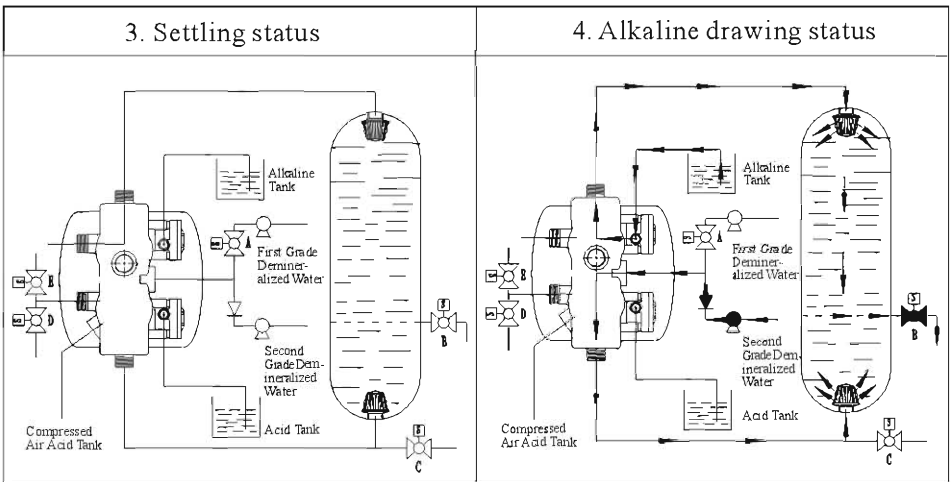 3. Settling status
Alkaline
Tank
S
A
First Grade
Deminer-
alized Water
S
E
S
D
S
B
Second
Grade Dem-
ineralized
Water
Acid Tank
Compressed
Air Acid Tank
S
C
4. Alkaline drawing status
Alkaline
Tank
S
A
First Grade
Deminer-
alized Water
S
E
S
D
S
B
Second
Grade Dem-
ineralized
Water
Acid Tank
Compressed
Air Acid Tank
S
C